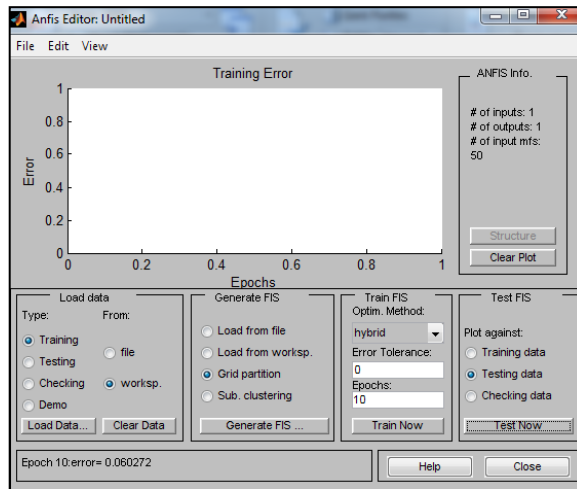 Anfis Editor: Untitled
File Edit View
Training Error
1
0.8
0.6
0.4
0.2
0
Error
0 0.2 0.4 0.6 0.8 1
Epochs
ANFIS Info.
# of inputs: 1
# of outputs: 1
# of input mfs:
50
Structure
Clear Plot
Load data
Type: From:
Training
Testing
Checking
Demo
file
worksp.
Load Data... Clear Data
Generate FIS
Load from file
Load from worksp.
Grid partition
Sub. clustering
Generate FIS ...
Train FIS
Optim. Method:
hybrid
Error Tolerance:
0
Epochs:
10
Train Now
Test FIS
Plot against:
Training data
Testing data
Checking data
Test Now
Epoch 10:error= 0.060272
Help Close